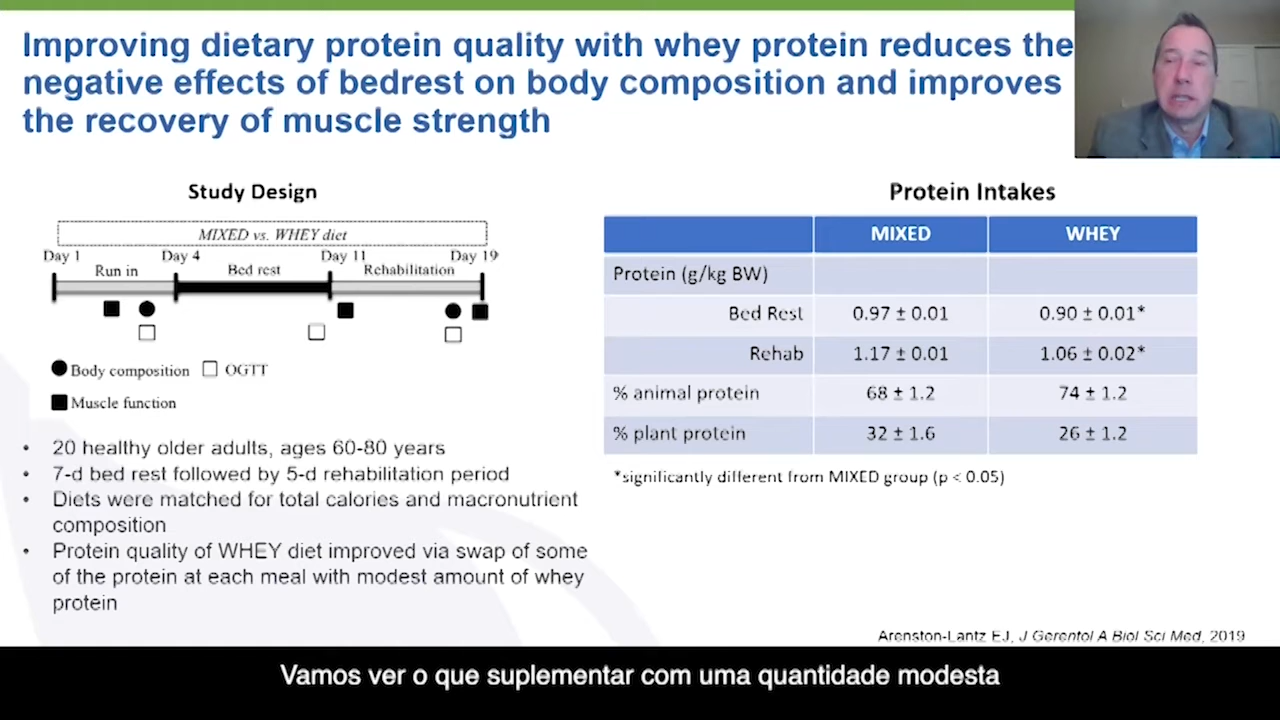 Improving dietary protein quality with whey protein reduces the
negative effects of bedrest on body composition and improves
the recovery of muscle strength
Study Design
MIXED vs. WHEY diet
Day 1 Day 4 Day 11 Day 19
Run in Bed rest Rehabilitation
Body composition OGTT
Muscle function
• 20 healthy older adults, ages 60-80 years
• 7-d bed rest followed by 5-d rehabilitation period
• Diets were matched for total calories and macronutrient
composition
• Protein quality of WHEY diet improved via swap of some
of the protein at each meal with modest amount of whey
protein
Protein Intakes
MIXED WHEY
Protein (g/kg BW)
Bed Rest 0.97 ± 0.01 0.90 ± 0.01*
Rehab 1.17 ± 0.01 1.06 ± 0.02*
% animal protein 68 ± 1.2 74 ± 1.2
% plant protein 32 ± 1.6 26 ± 1.2
*significantly different from MIXED group (p < 0.05)
Arenston-Lantz EJ, J Gerontol A Biol Sci Med, 2019
Vamos ver o que suplementar com uma quantidade modesta